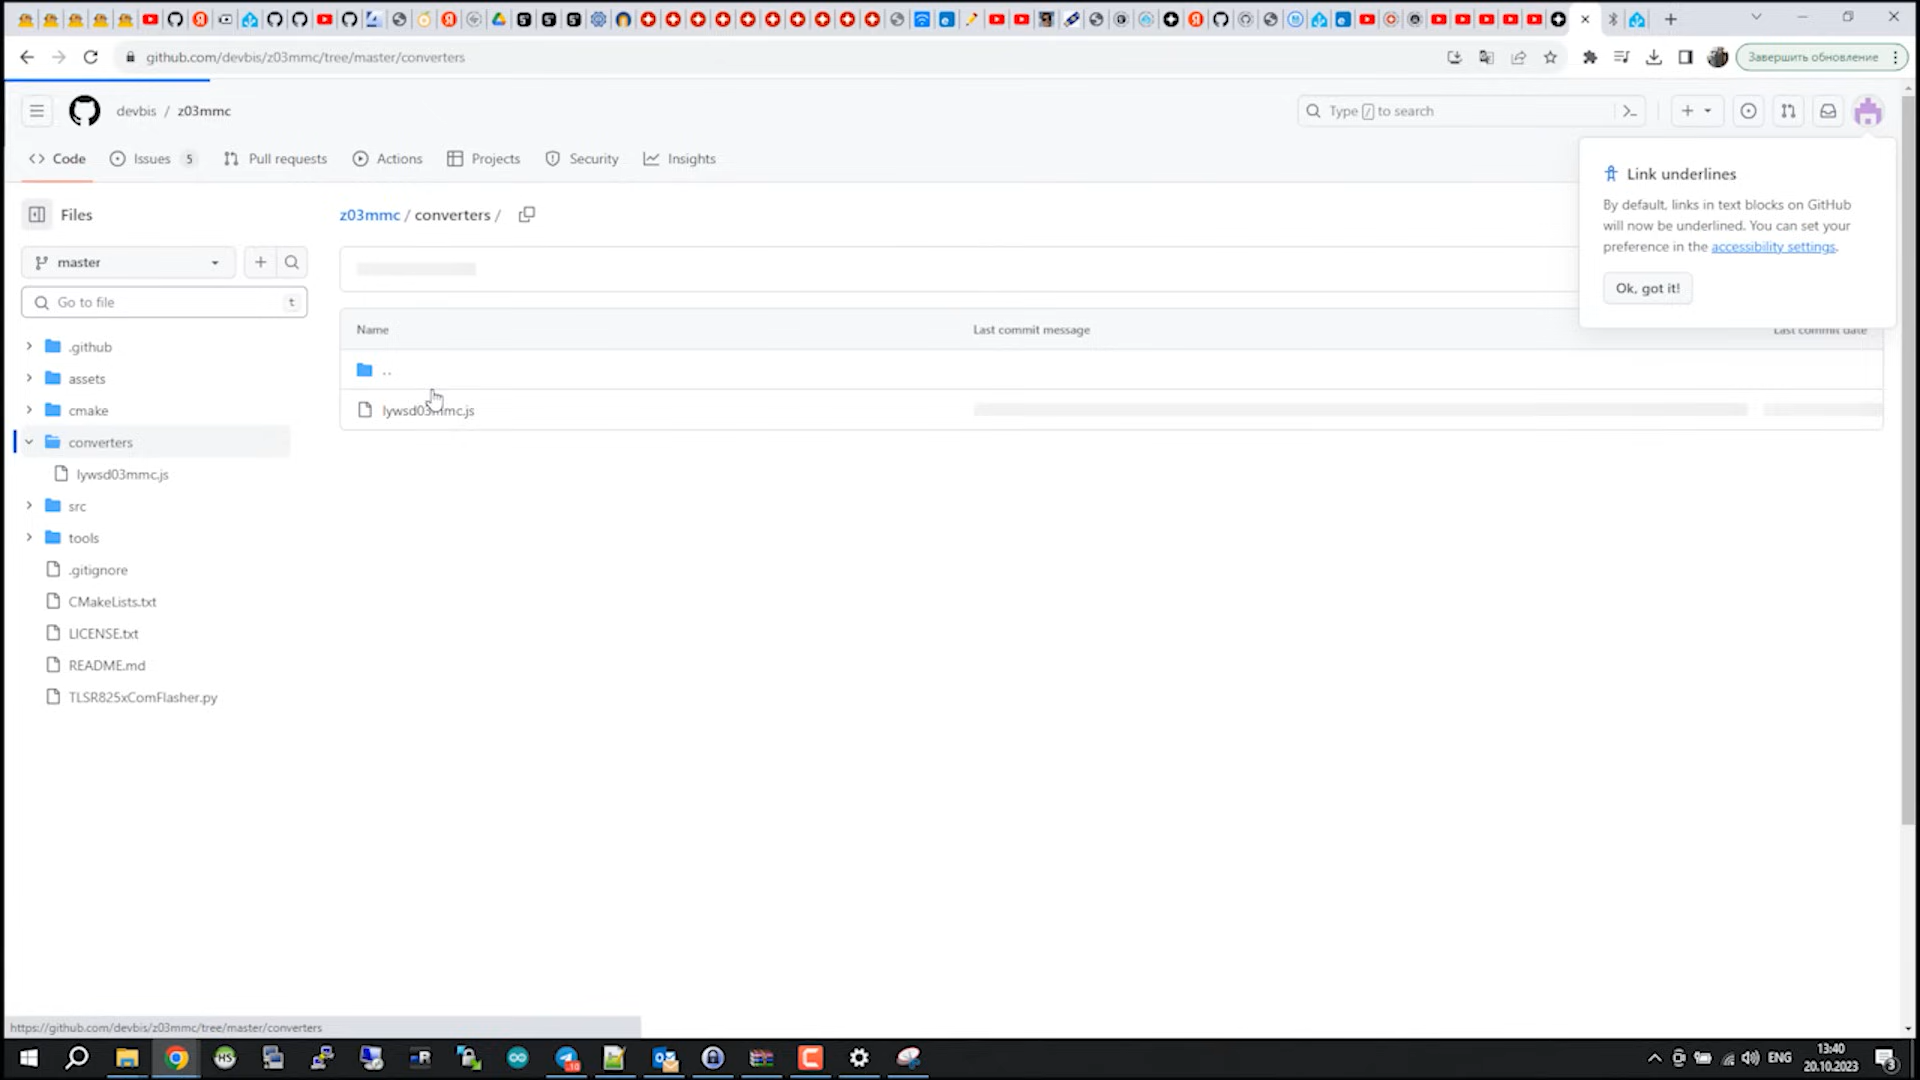 github.com/devbis/z03mmc/tree/master/converters
Завершить обновление
devbis / z03mmc
Type / to search
Code
Issues 5
Pull requests
Actions
Projects
Security
Insights
Link underlines
By default, links in text blocks on GitHub
will now be underlined. You can set your
preference in the accessibility settings.
Ok, got it!
Files
z03mmc / converters /
master
Go to file
t
Name
Last commit message
Last commit date
..
lywsd03mmc.js
.github
assets
cmake
converters
lywsd03mmc.js
src
tools
.gitignore
CMakeLists.txt
LICENSE.txt
README.md
TLSR825xComFlasher.py
https://github.com/devbis/z03mmc/tree/master/converters
ENG
13:40
20.10.2023
3